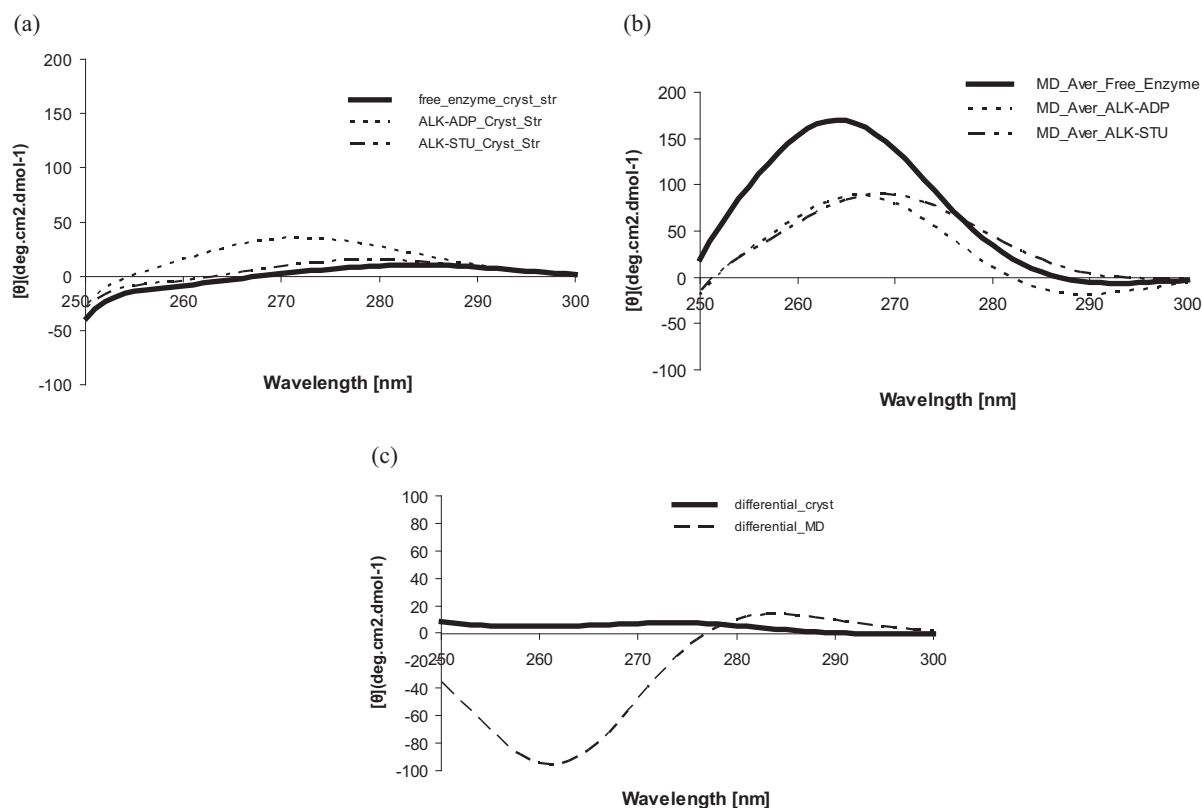 (a)
200
150
100
50
0
-50
-100
[θ](deg.cm2.dmol-1)
250
260
270
280
290
300
Wavelength [nm]
free_enzyme_cryst_str
ALK-ADP_Cryst_Str
ALK-STU_Cryst_Str
(b)
200
150
100
50
0
-50
-100
[θ](deg.cm2.dmol-1)
250
260
270
280
290
300
Wavelngth [nm]
MD_Aver_Free_Enzyme
MD_Aver_ALK-ADP
MD_Aver_ALK-STU
(c)
100
80
60
40
20
0
-20
-40
-60
-80
-100
[θ](deg.cm2.dmol-1)
250
260
270
280
290
300
Wavelength [nm]
differential_cryst
differential_MD